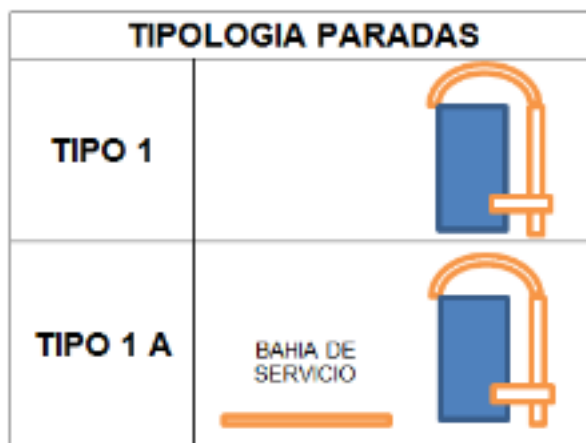 TIPOLOGIA PARADAS
TIPO 1
TIPO 1 A
BAHIA DE
SERVICIO